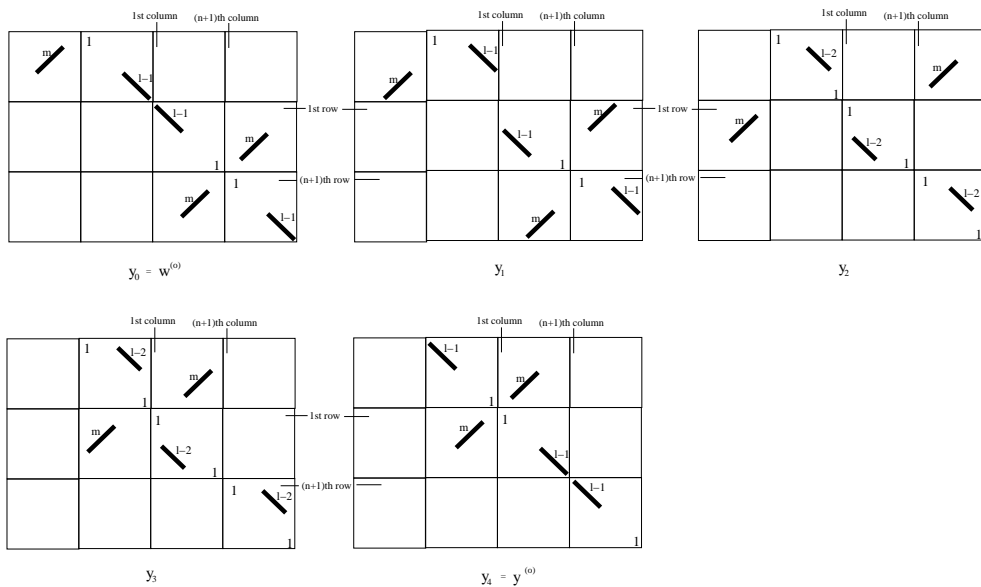 1st column (n+1)th column
1 m l−1 l−1 m 1 m 1 l−1
y0 = w(o)
1st column (n+1)th column
l−1 m m l−1 1 1 l−1 m
y1
1st column (n+1)th column
1 l−2 m 1 1 m l−2 1 1 l−2 1
y2
1st row
(n+1)th row
1st row
(n+1)th row
1st column (n+1)th column
1 l−2 m 1 m 1 l−2 1 1 l−2 1
y3
1st column (n+1)th column
l−1 m 1 1 m l−1 l−1 1
y4 = y(o)
1st row
(n+1)th row